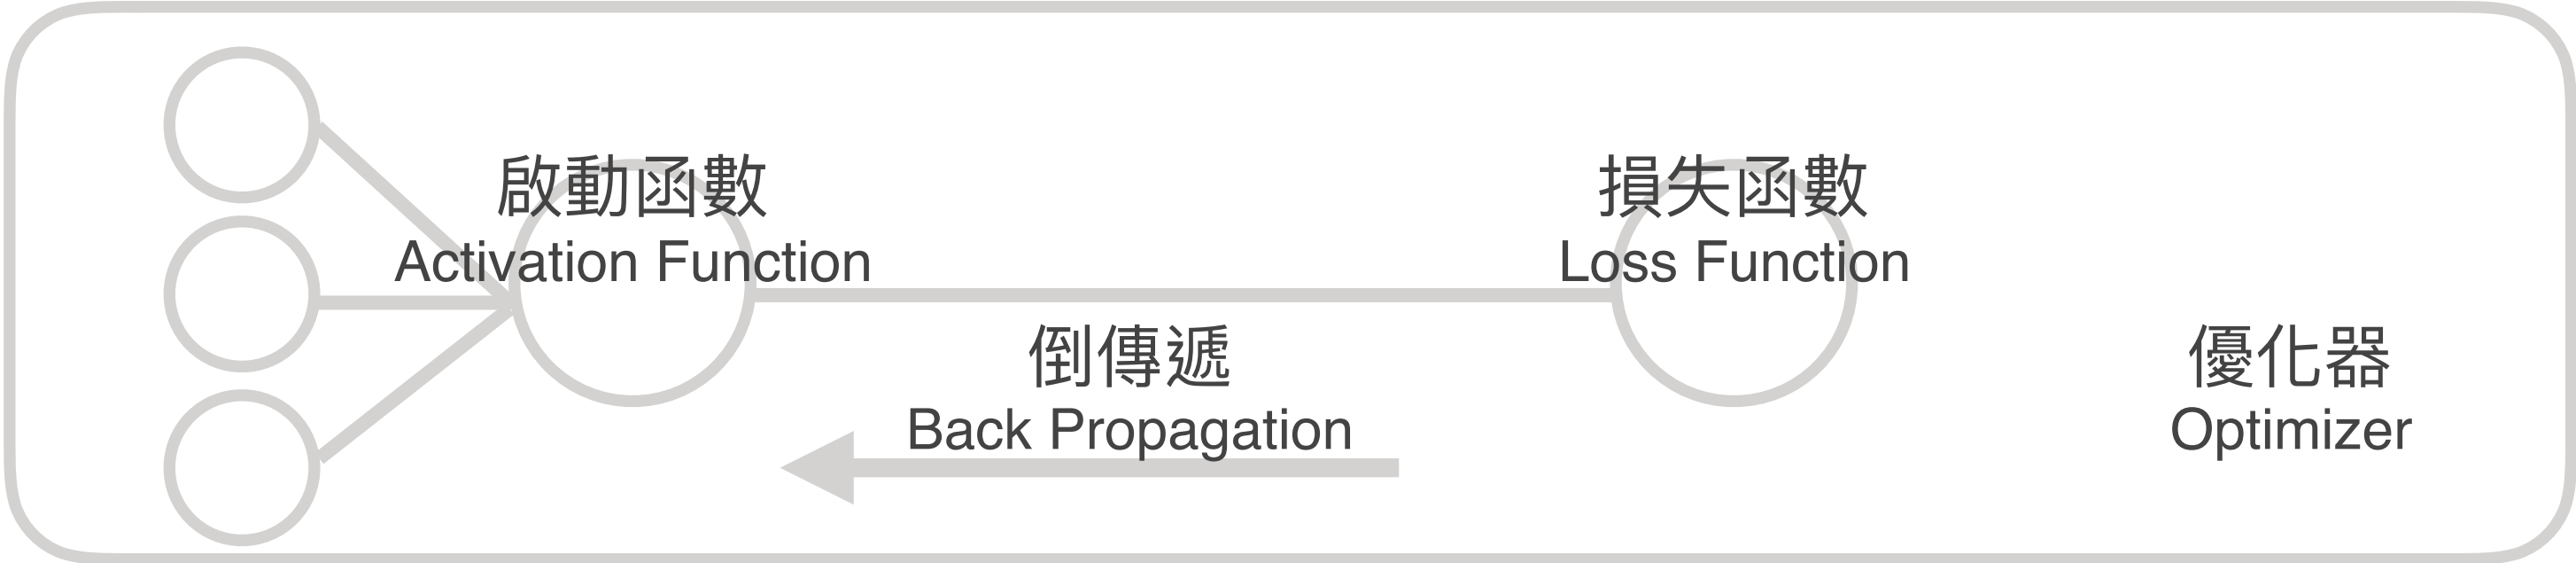 啟動函數
Activation Function
損失函數
Loss Function
倒傳遞
Back Propagation
優化器
Optimizer